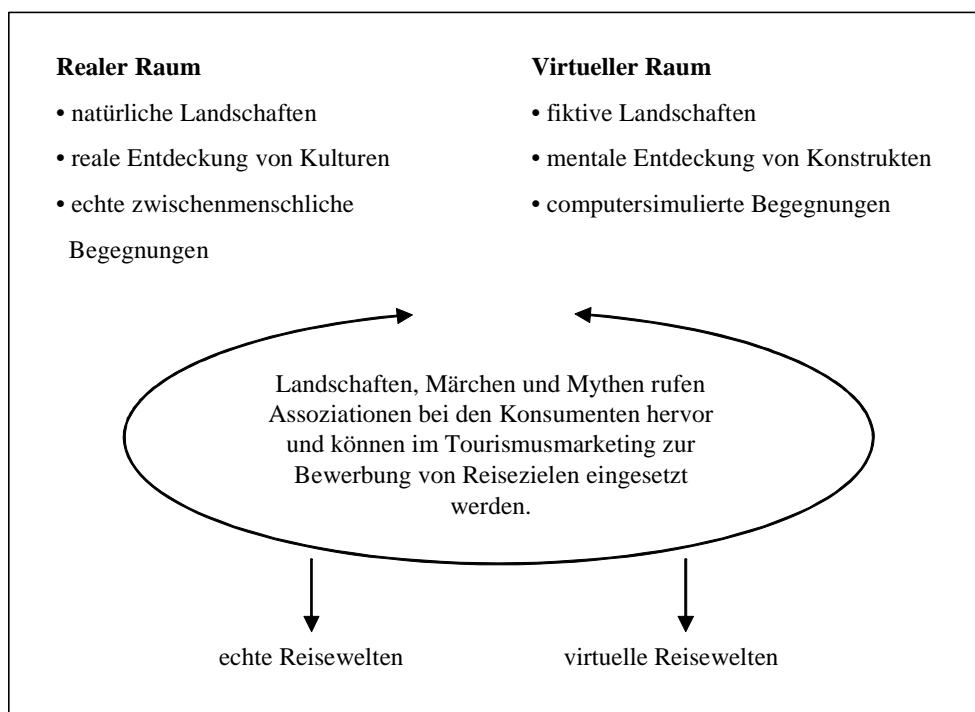 Realer Raum
• natürliche Landschaften
• reale Entdeckung von Kulturen
• echte zwischenmenschliche
Begegnungen
Virtueller Raum
• fiktive Landschaften
• mentale Entdeckung von Konstrukten
• computersimulierte Begegnungen
Landschaften, Märchen und Mythen rufen
Assoziationen bei den Konsumenten hervor
und können im Tourismusmarketing zur
Bewerbung von Reisezielen eingesetzt
werden.
echte Reisewelten
virtuelle Reisewelten